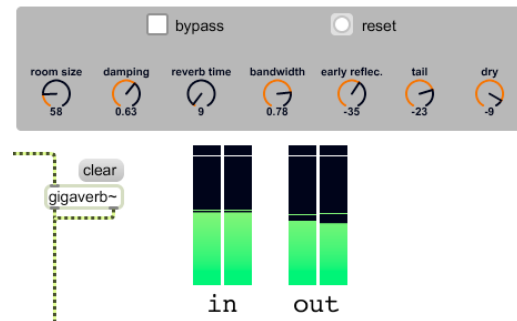 bypass reset
room size damping reverb time bandwidth early reflec. tail dry
58 0.63 9 0.78 -35 -23 -9
clear
gigaverb~
in out